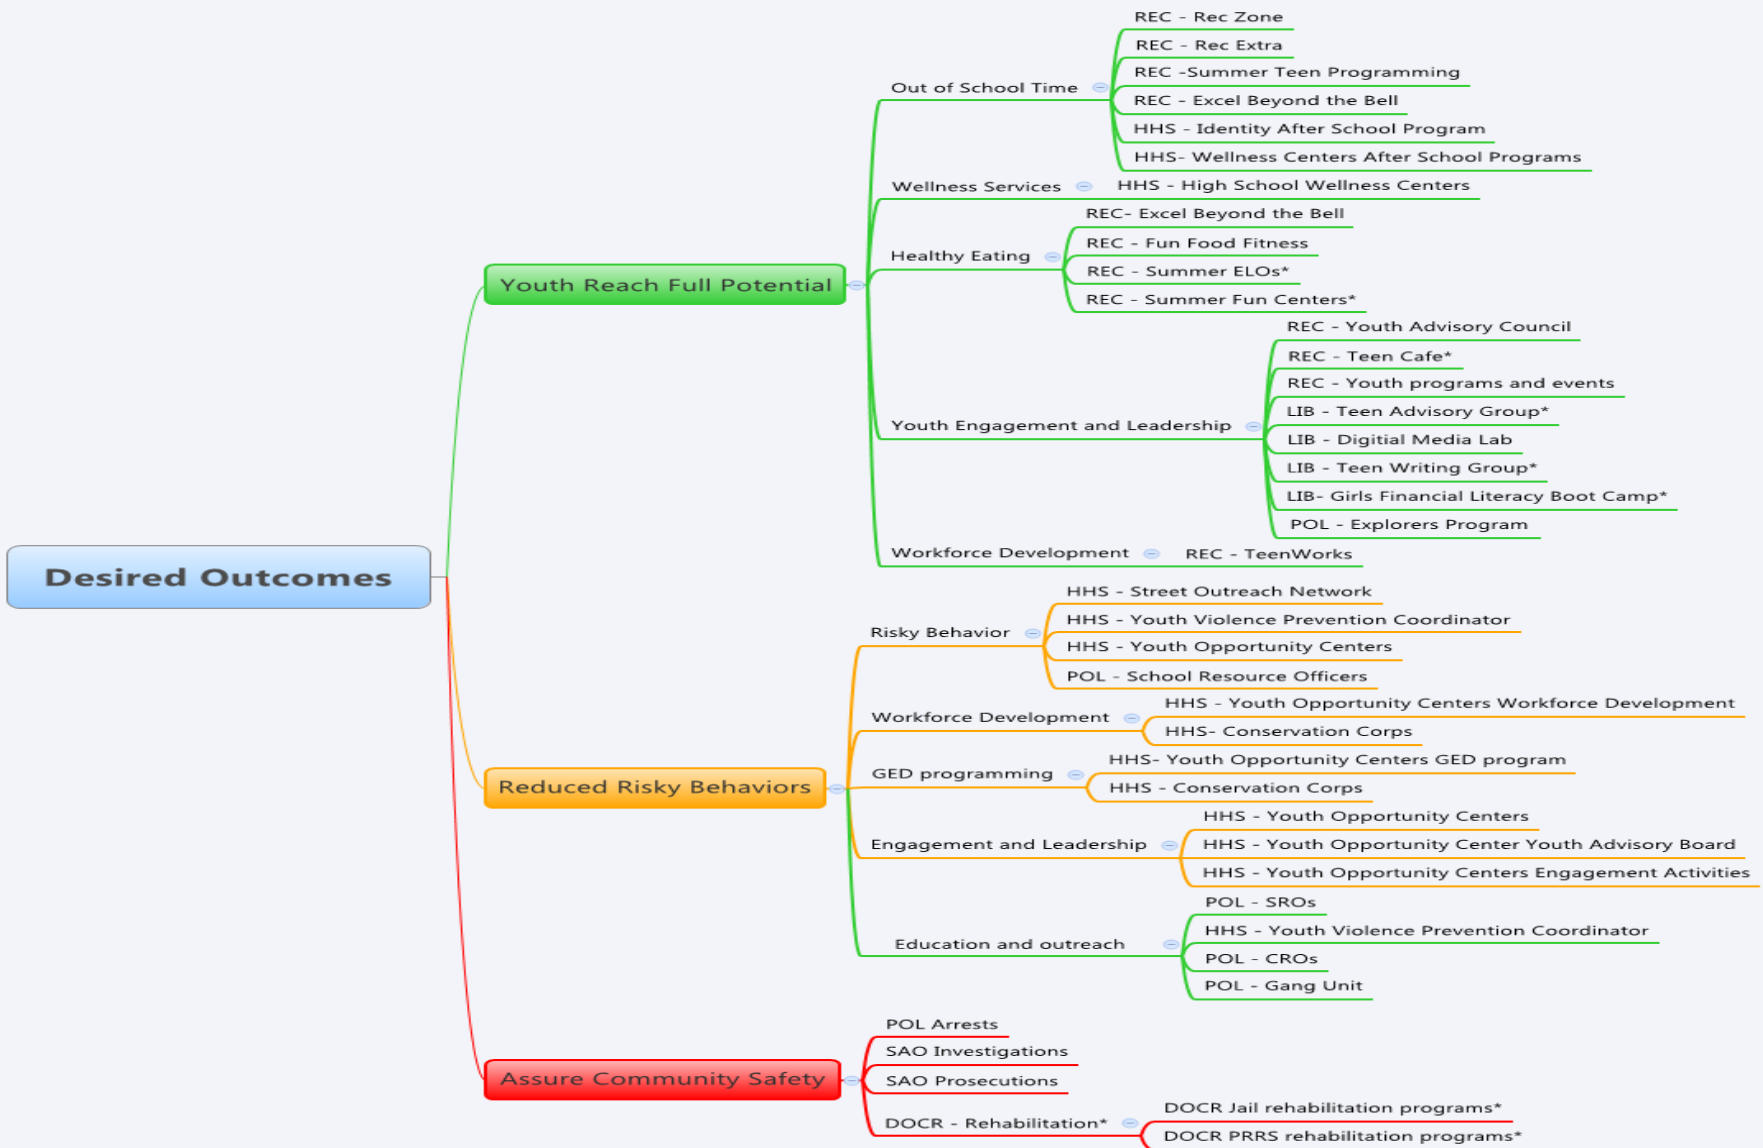 Desired Outcomes
Youth Reach Full Potential
Out of School Time
REC - Rec Zone
REC - Rec Extra
REC -Summer Teen Programming
REC - Excel Beyond the Bell
HHS - Identity After School Program
HHS- Wellness Centers After School Programs
Wellness Services
HHS - High School Wellness Centers
Healthy Eating
REC- Excel Beyond the Bell
REC - Fun Food Fitness
REC - Summer ELOs*
REC - Summer Fun Centers*
Youth Engagement and Leadership
REC - Youth Advisory Council
REC - Teen Cafe*
REC - Youth programs and events
LIB - Teen Advisory Group*
LIB - Digitial Media Lab
LIB - Teen Writing Group*
LIB- Girls Financial Literacy Boot Camp*
POL - Explorers Program
Workforce Development
REC - TeenWorks
Reduced Risky Behaviors
Risky Behavior
HHS - Street Outreach Network
HHS - Youth Violence Prevention Coordinator
HHS - Youth Opportunity Centers
POL - School Resource Officers
Workforce Development
HHS - Youth Opportunity Centers Workforce Development
HHS- Conservation Corps
GED programming
HHS- Youth Opportunity Centers GED program
HHS - Conservation Corps
Engagement and Leadership
HHS - Youth Opportunity Centers
HHS - Youth Opportunity Center Youth Advisory Board
HHS - Youth Opportunity Centers Engagement Activities
Education and outreach
POL - SROs
HHS - Youth Violence Prevention Coordinator
POL - CROs
POL - Gang Unit
Assure Community Safety
POL Arrests
SAO Investigations
SAO Prosecutions
DOCR - Rehabilitation*
DOCR Jail rehabilitation programs*
DOCR PRRS rehabilitation programs*